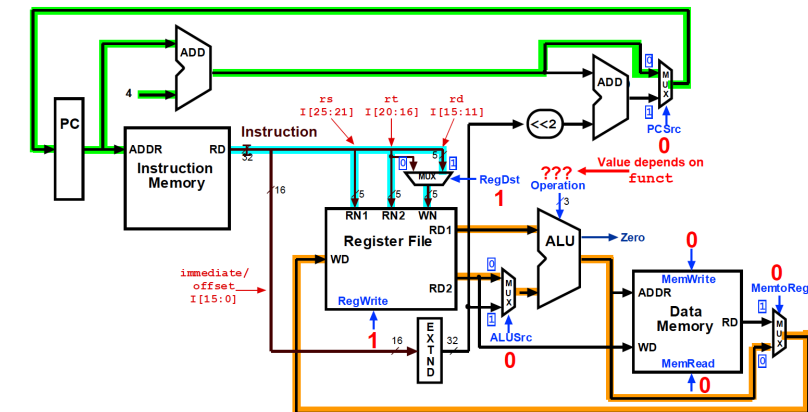 ADD
4
PC
ADDR
RD
Instruction
Memory
Instruction
32
rs
I[25:21]
rt
I[20:16]
rd
I[15:11]
16
5
5
5
0
MUX
1
RegDst
1
<<2
ADD
0
MUX
1
PCSrc
0
???
Value depends on
funct
Operation
3
RN1
RN2
WN
RD1
Register File
WD
RD2
RegWrite
1
immediate/
offset
I[15:0]
16
EXTND
32
0
MUX
1
ALUSrc
0
ALU
Zero
0
MemWrite
ADDR
Data
Memory
RD
WD
MemRead
0
0
MemtoReg
1
MUX
0